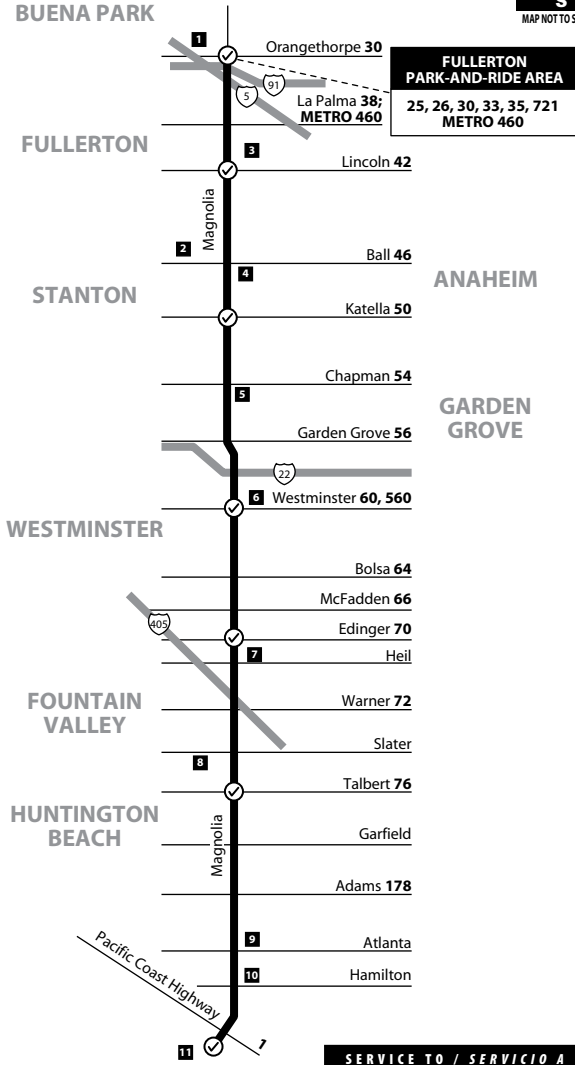 BUENA PARK
S
MAP NOT TO S
1
Orangethorpe 30
FULLERTON
PARK-AND-RIDE AREA
25, 26, 30, 33, 35, 721
METRO 460
91
5
La Palma 38;
METRO 460
FULLERTON
3
Lincoln 42
Magnolia
2
Ball 46
4
ANAHEIM
STANTON
Katella 50
Chapman 54
5
GARDEN
GROVE
Garden Grove 56
22
6
Westminster 60, 560
WESTMINSTER
Bolsa 64
McFadden 66
405
Edinger 70
7
Heil
FOUNTAIN
VALLEY
Warner 72
Slater
8
Talbert 76
HUNTINGTON
BEACH
Magnolia
Garfield
Adams 178
9
Atlanta
Pacific Coast Highway
10
Hamilton
1
11
SERVICE TO / SERVICIO A